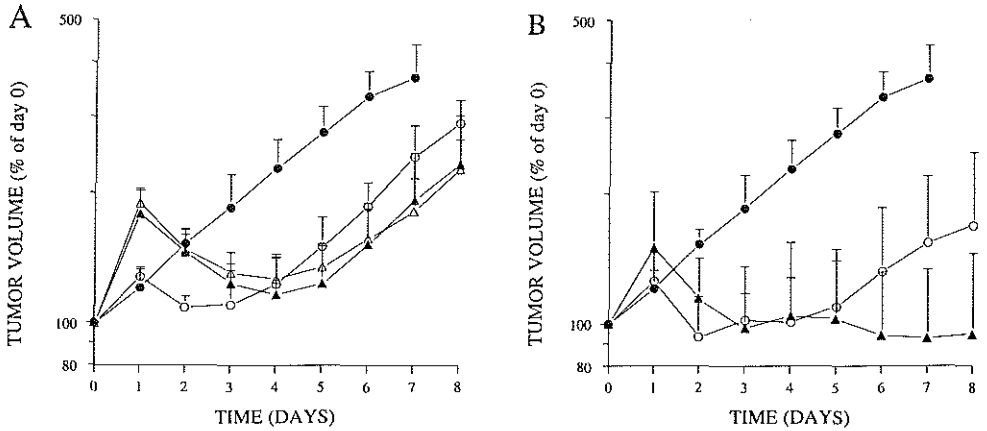 A
500
100
80
TUMOR VOLUME (% of day 0)
0 1 2 3 4 5 6 7 8
TIME (DAYS)
B
500
100
80
TUMOR VOLUME (% of day 0)
0 1 2 3 4 5 6 7 8
TIME (DAYS)